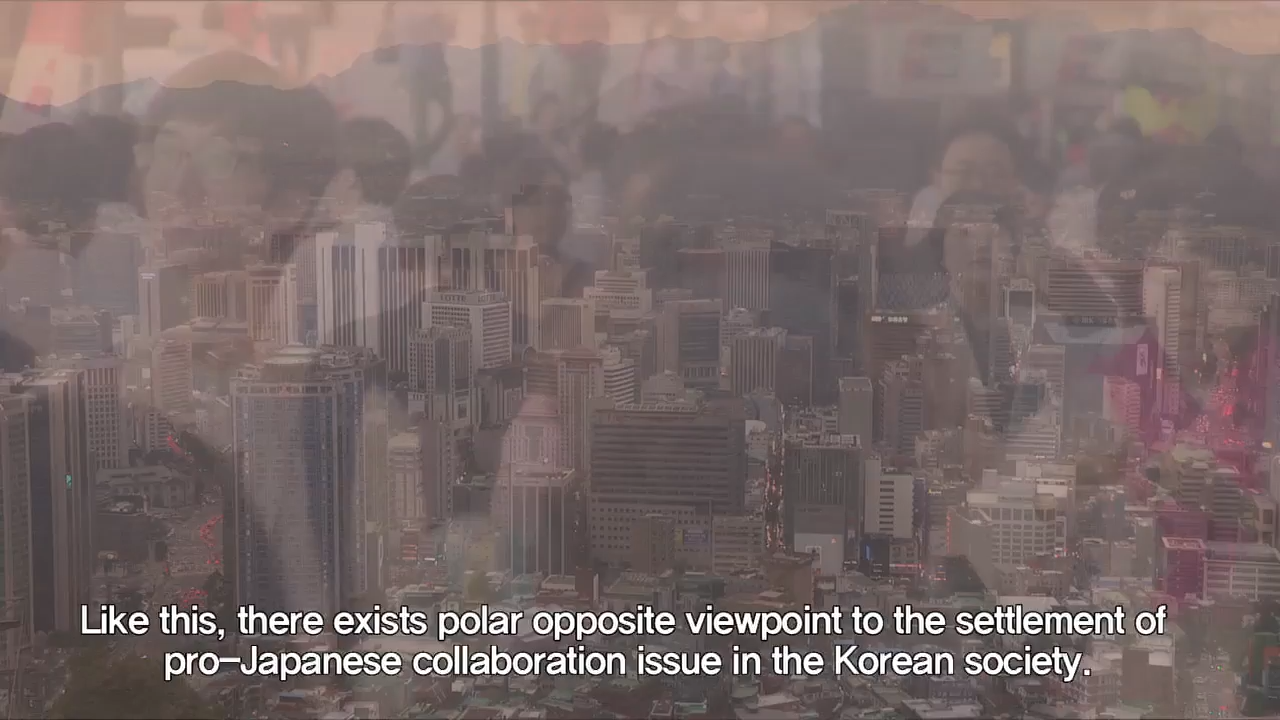 LOTTE
Like this, there exists polar opposite viewpoint to the settlement of
pro-Japanese collaboration issue in the Korean society.